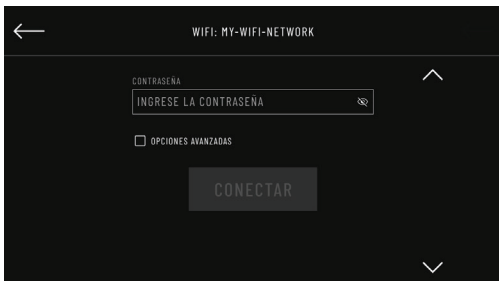 WIFI: MY-WIFI-NETWORK
CONTRASEÑA
INGRESE LA CONTRASEÑA
OPCIONES AVANZADAS
CONECTAR